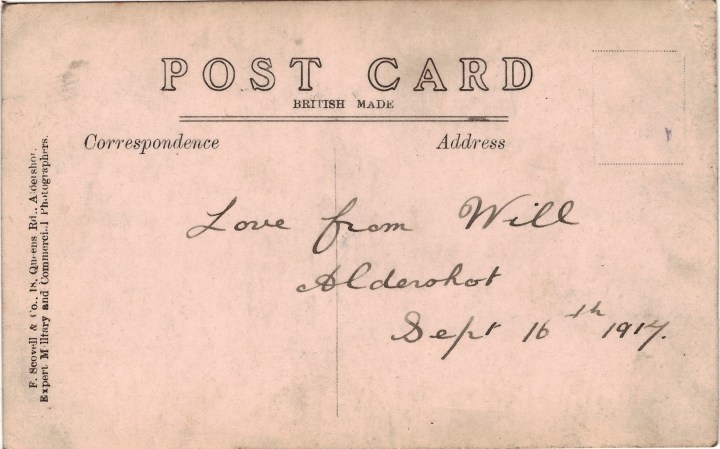 POST CARD
BRITISH MADE
Correspondence
Address
Love from Will
Aldershot
Sept 16th 1917.
F. Scovell & Co., 18, Queens Rd., Aldershot.
Expert Military and Commercial Photographers.